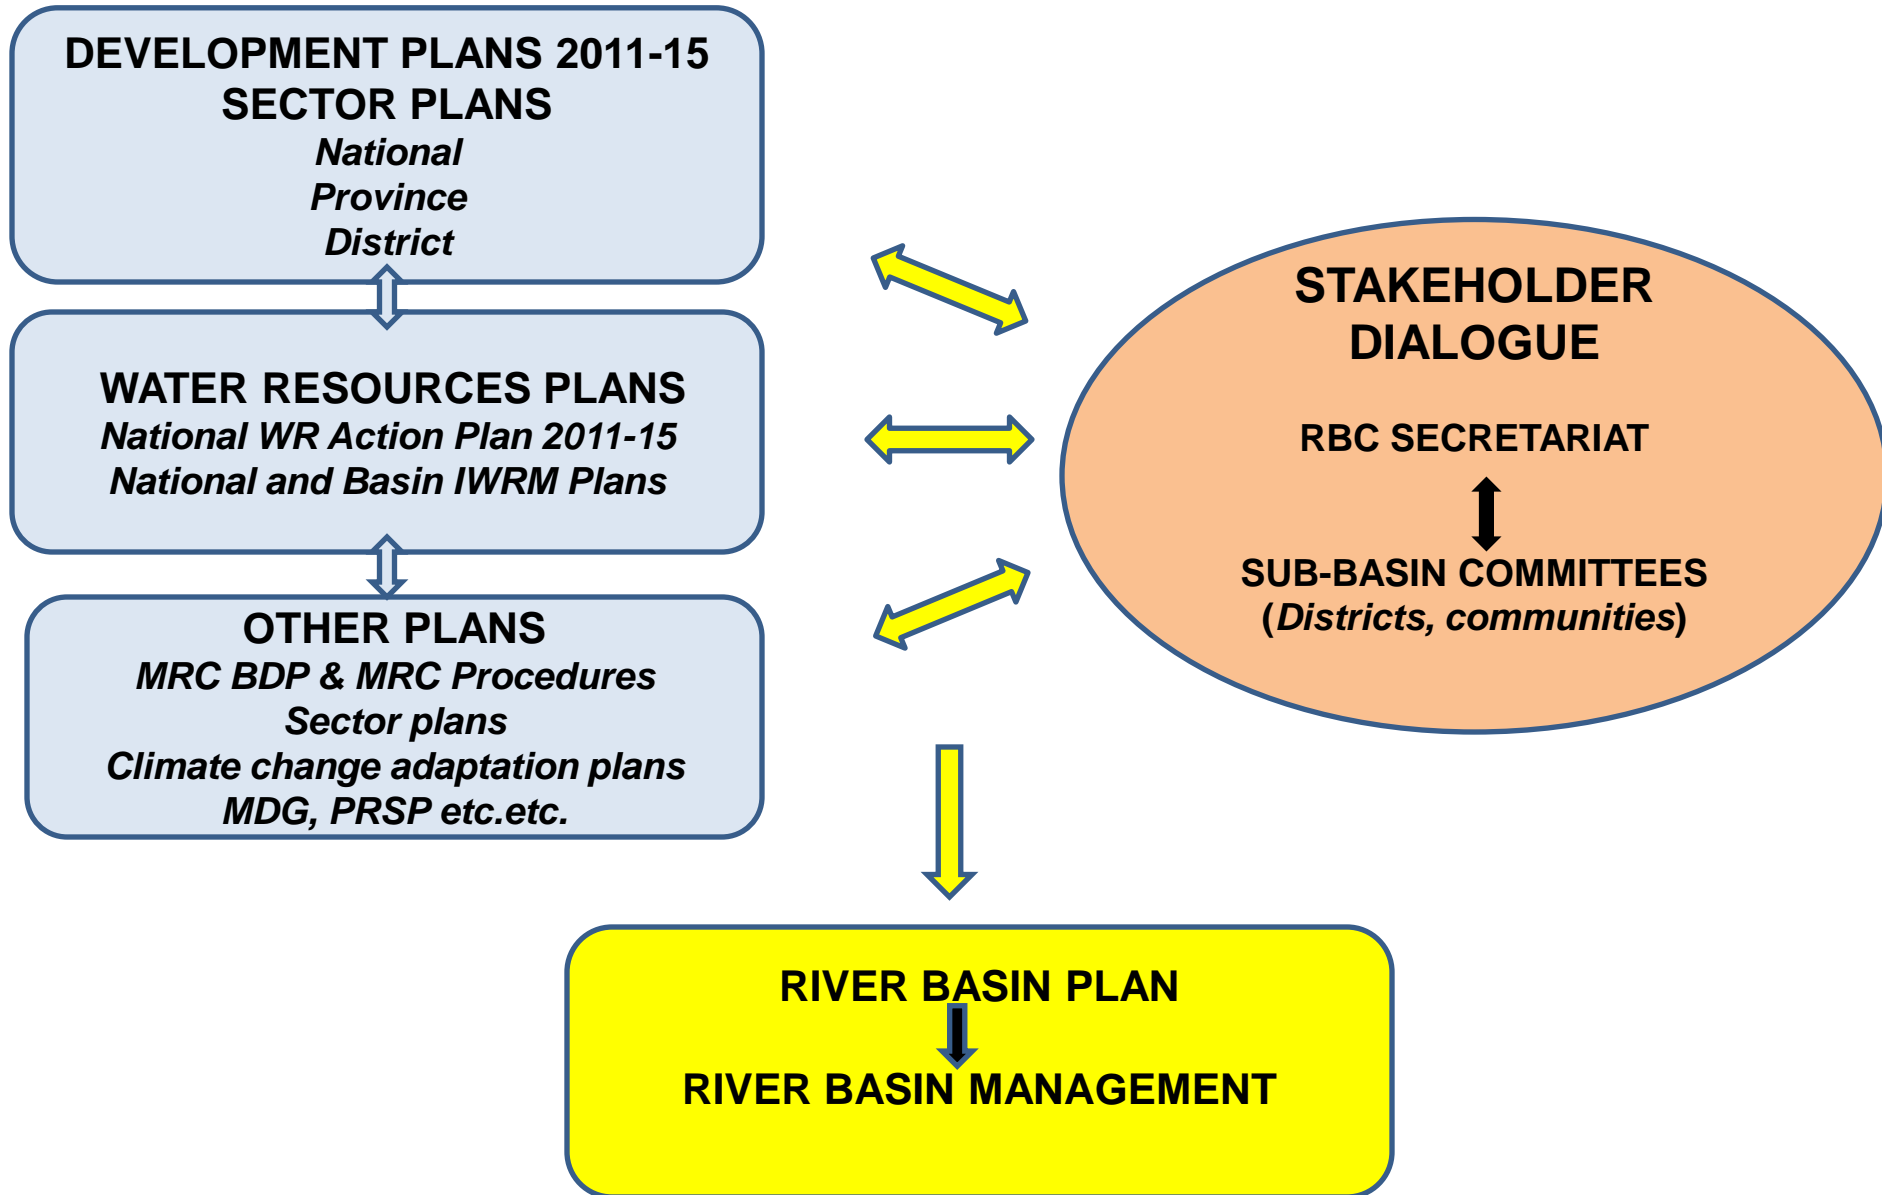 DEVELOPMENT PLANS 2011-15
SECTOR PLANS
National
Province
District
WATER RESOURCES PLANS
National WR Action Plan 2011-15
National and Basin IWRM Plans
OTHER PLANS
MRC BDP & MRC Procedures
Sector plans
Climate change adaptation plans
MDG, PRSP etc.etc.
STAKEHOLDER
DIALOGUE
RBC SECRETARIAT
SUB-BASIN COMMITTEES
(Districts, communities)
RIVER BASIN PLAN
RIVER BASIN MANAGEMENT